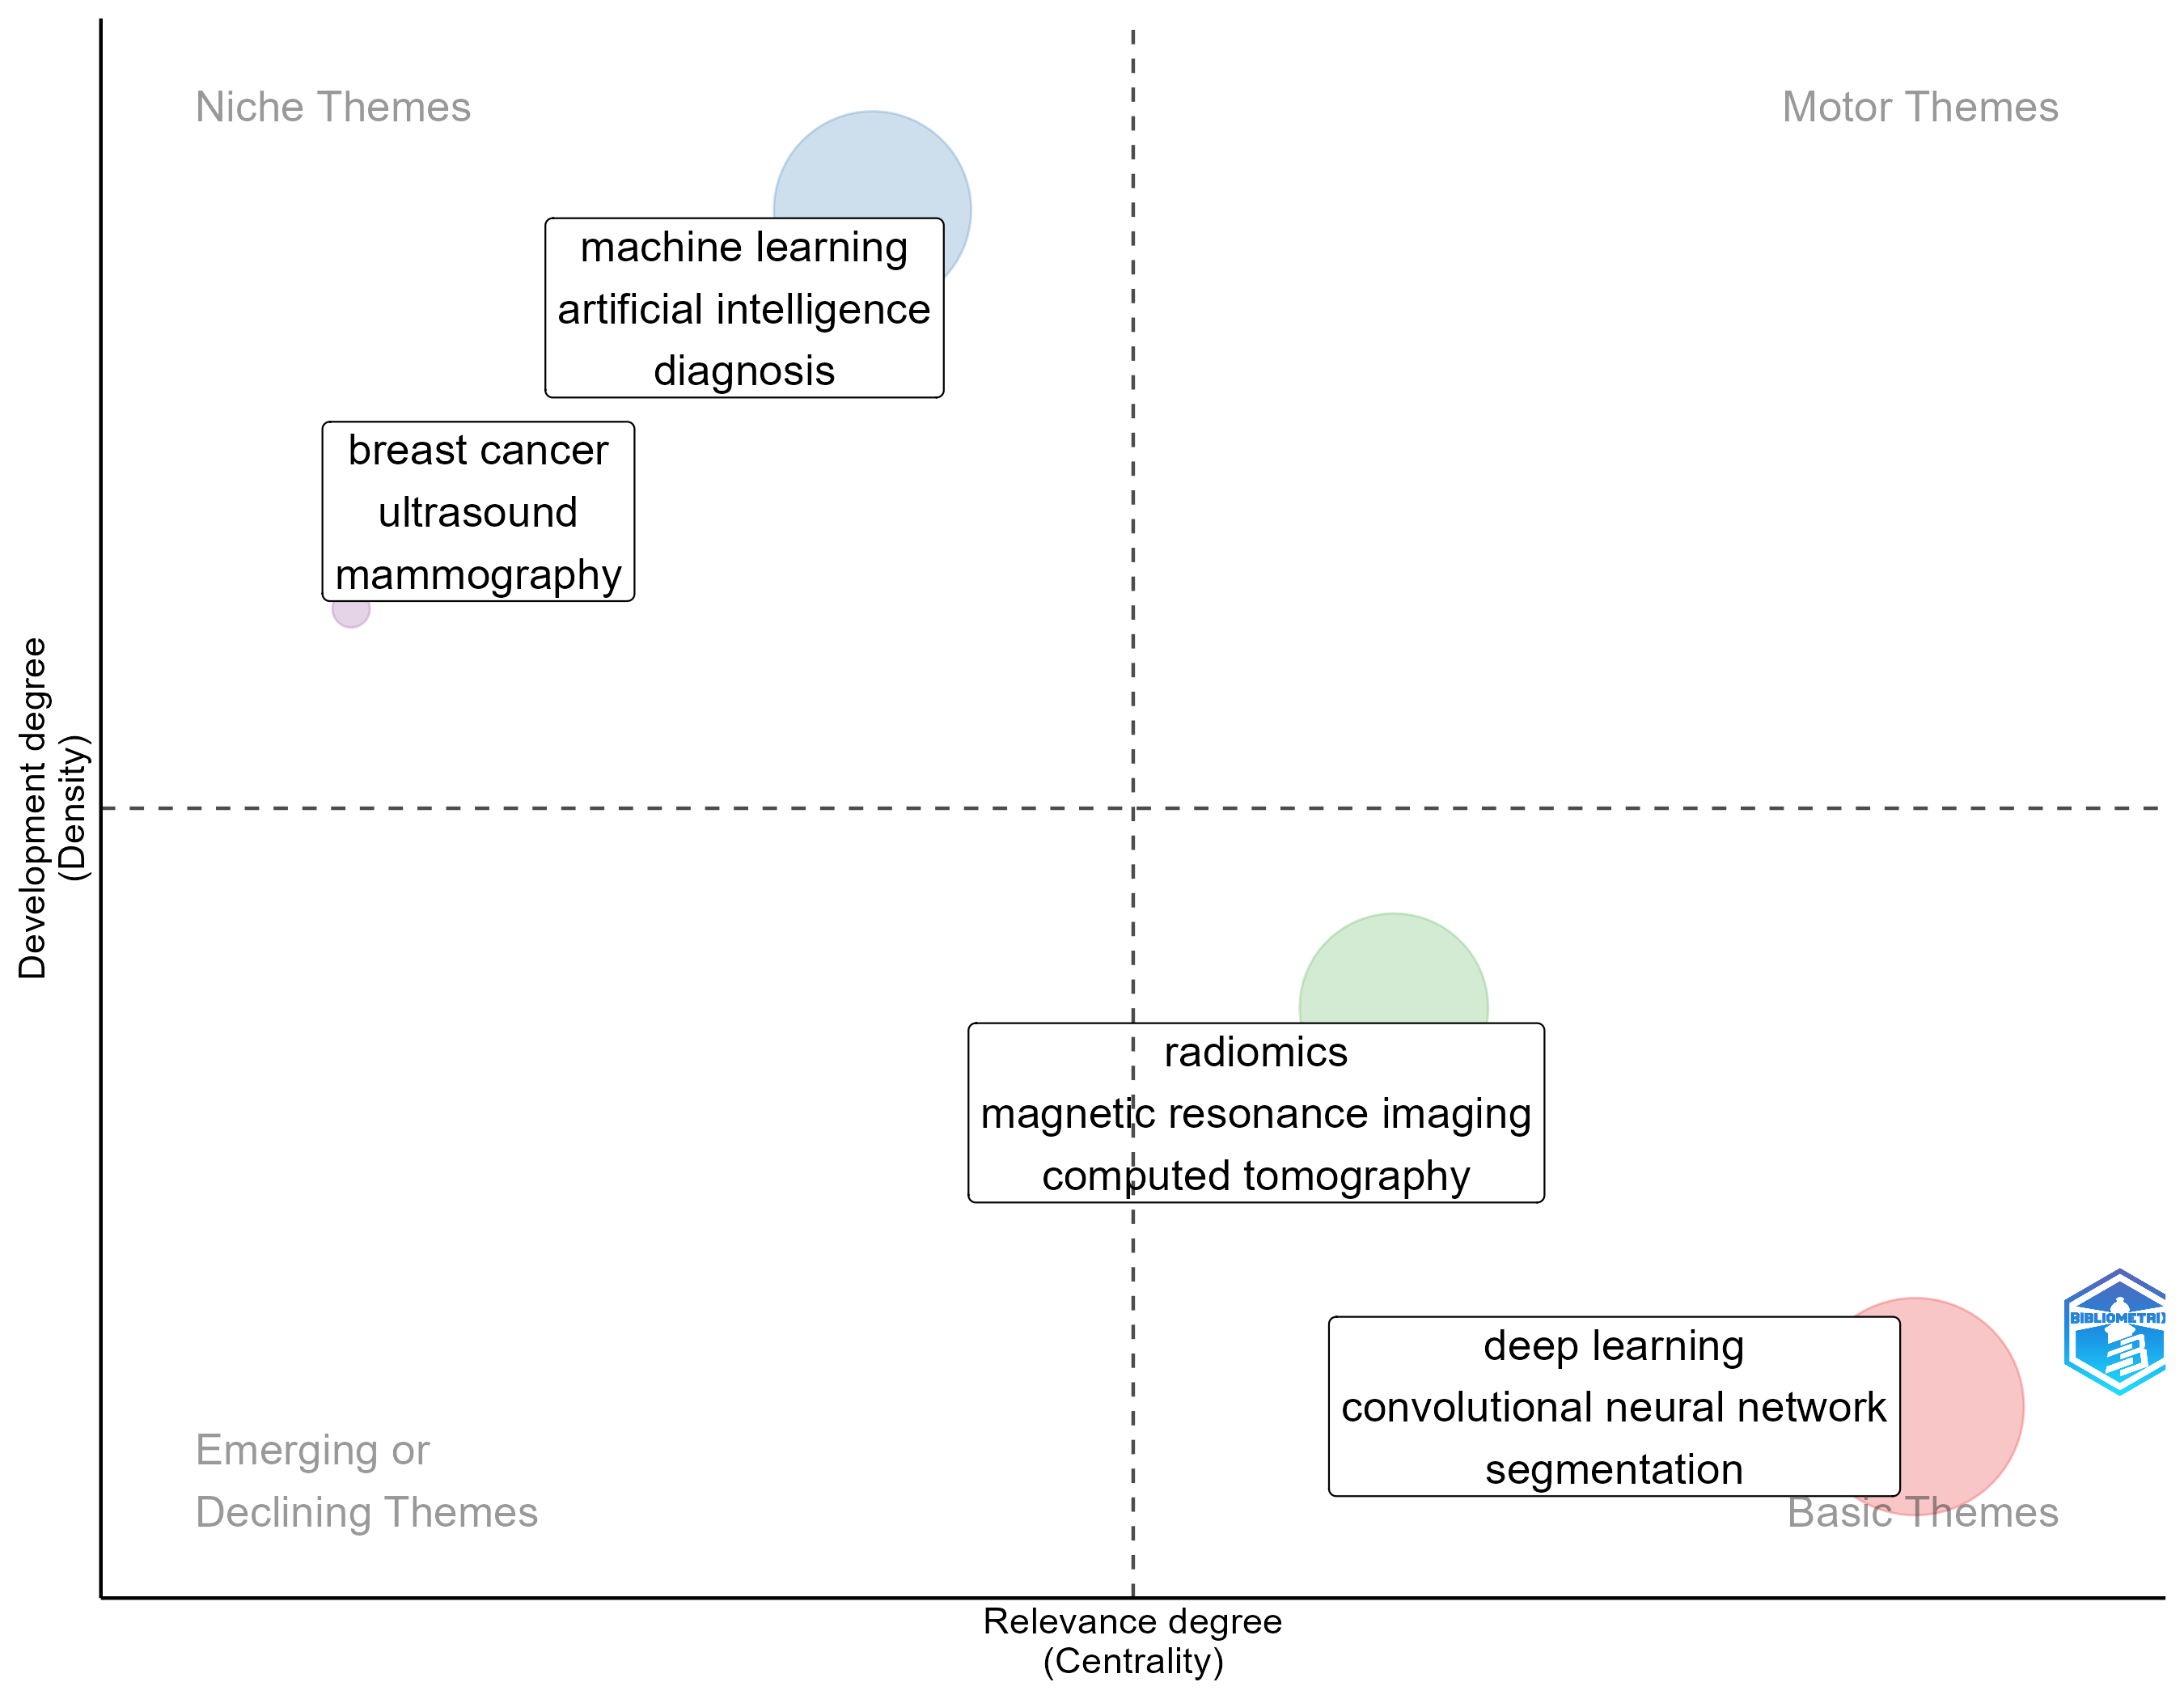 Niche Themes
Motor Themes
machine learning
artificial intelligence
diagnosis
breast cancer
ultrasound
mammography
Development degree
(Density)
radiomics
magnetic resonance imaging
computed tomography
BIBLIOMETRIX
deep learning
convolutional neural network
segmentation
Emerging or
Declining Themes
Basic Themes
Relevance degree
(Centrality)